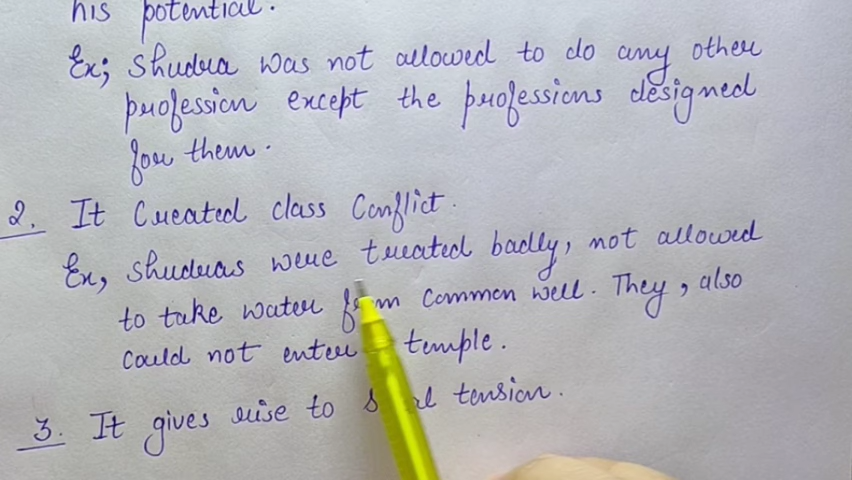 his potential.
Ex; Shudra was not allowed to do any other
profession except the professions designed
for them.
2. It Created class Conflict.
Ex, shudras were treated badly, not allowed
to take water from common well. They, also
could not enter temple.
3. It gives rise to tension.